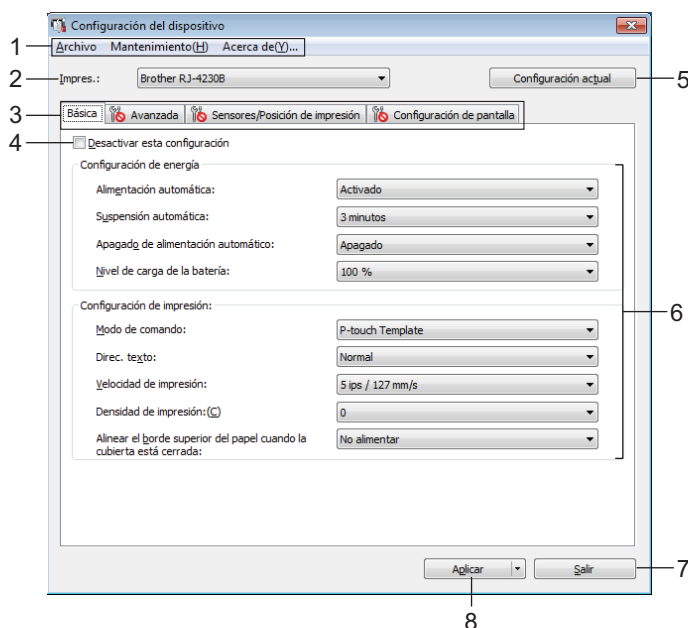 Configuración del dispositivo
1
Archivo Mantenimiento(H) Acerca de(Y)...
2
Impres.: Brother RJ-4230B Configuración actual
5
3
Básica Avanzada Sensores/Posición de impresión Configuración de pantalla
4
Desactivar esta configuración
Configuración de energía
Alimentación automática: Activado
Suspensión automática: 3 minutos
Apagado de alimentación automático: Apagado
Nivel de carga de la batería: 100 %
6
Configuración de impresión:
Modo de comando: P-touch Template
Direc. texto: Normal
Velocidad de impresión: 5 ips / 127 mm/s
Densidad de impresión:(C) 0
Alinear el borde superior del papel cuando la
cubierta está cerrada: No alimentar
Aplicar Salir
7
8